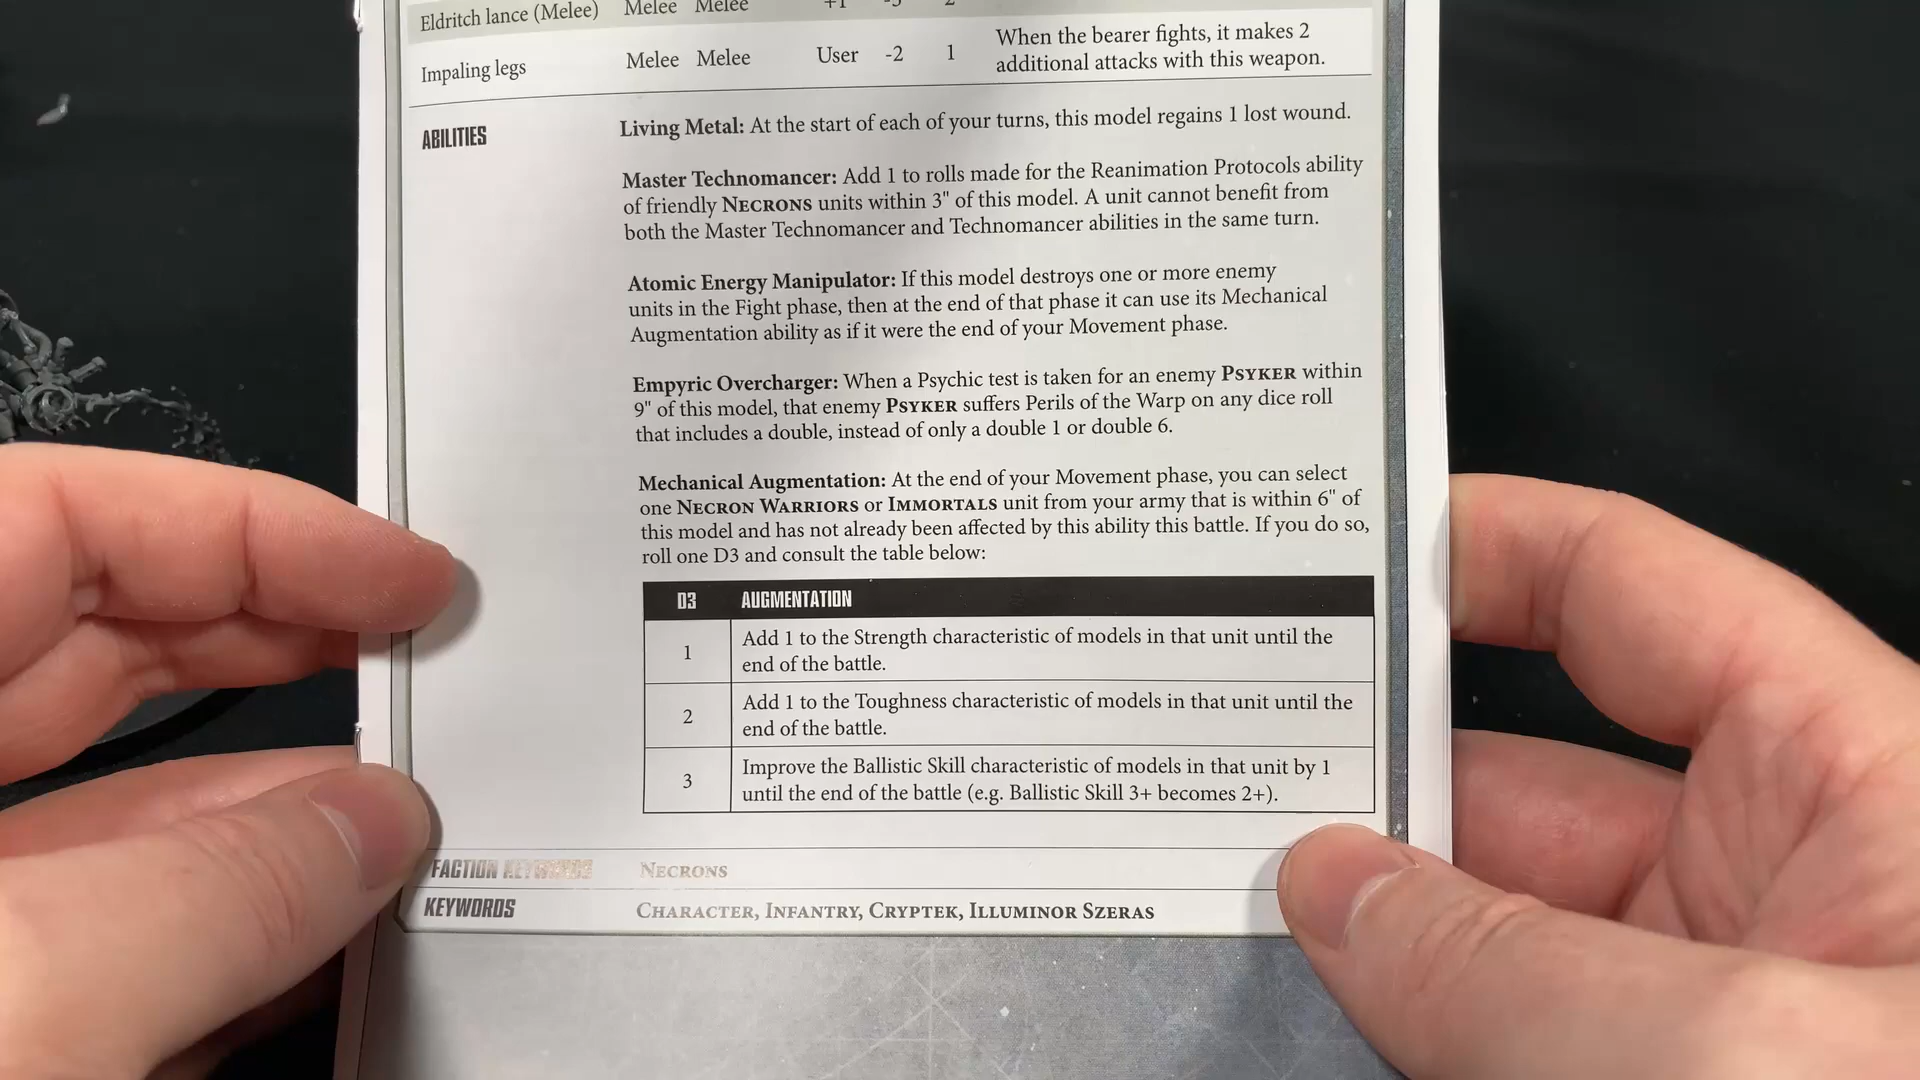 Eldritch lance (Melee) Melee Melee +1 -3 2
Impaling legs Melee Melee User -2 1 When the bearer fights, it makes 2
additional attacks with this weapon.
ABILITIES
Living Metal: At the start of each of your turns, this model regains 1 lost wound.
Master Technomancer: Add 1 to rolls made for the Reanimation Protocols ability
of friendly NECRONS units within 3" of this model. A unit cannot benefit from
both the Master Technomancer and Technomancer abilities in the same turn.
Atomic Energy Manipulator: If this model destroys one or more enemy
units in the Fight phase, then at the end of that phase it can use its Mechanical
Augmentation ability as if it were the end of your Movement phase.
Empyric Overcharger: When a Psychic test is taken for an enemy PSYKER within
9" of this model, that enemy PSYKER suffers Perils of the Warp on any dice roll
that includes a double, instead of only a double 1 or double 6.
Mechanical Augmentation: At the end of your Movement phase, you can select
one NECRON WARRIORS or IMMORTALS unit from your army that is within 6" of
this model and has not already been affected by this ability this battle. If you do so,
roll one D3 and consult the table below:
D3 AUGMENTATION
1 Add 1 to the Strength characteristic of models in that unit until the
end of the battle.
2 Add 1 to the Toughness characteristic of models in that unit until the
end of the battle.
3 Improve the Ballistic Skill characteristic of models in that unit by 1
until the end of the battle (e.g. Ballistic Skill 3+ becomes 2+).
FACTION KEYWORDS NECRONS
KEYWORDS CHARACTER, INFANTRY, CRYPTEK, ILLUMINOR SZERAS